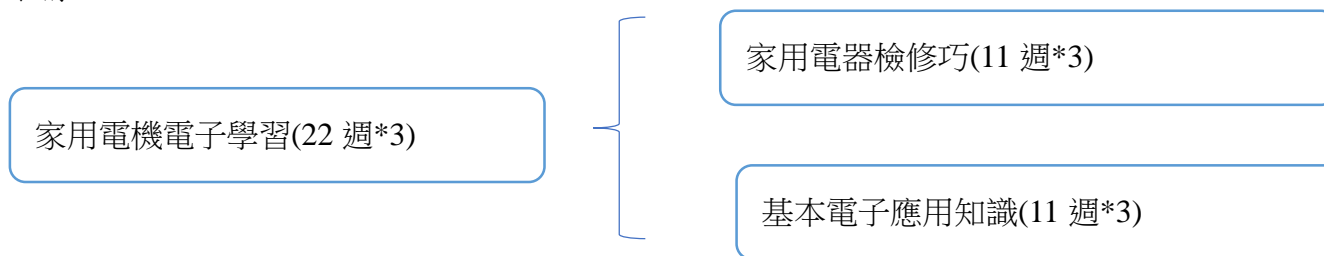 家用電器檢修巧(11 週*3)
家用電機電子學習(22 週*3)
基本電子應用知識(11 週*3)